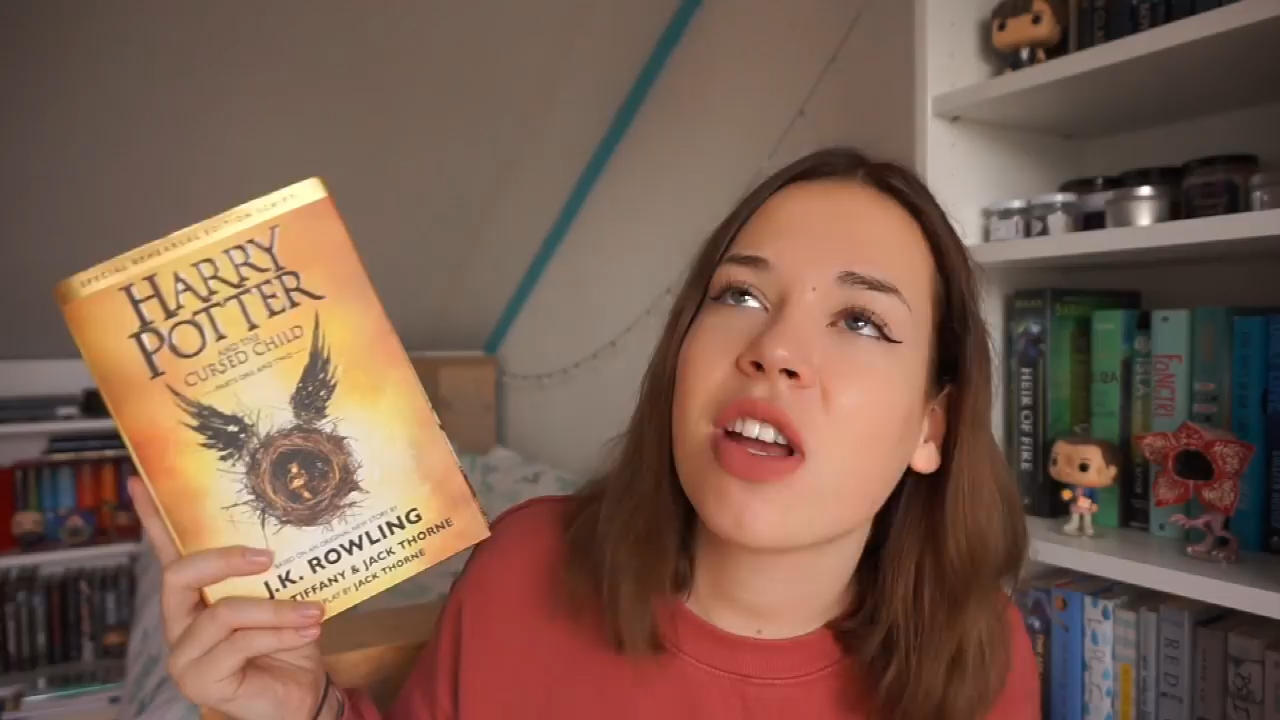 SPECIAL REHEARSAL EDITION SCRIPT
HARRY
POTTER
AND THE
CURSED CHILD
PARTS ONE AND TWO
BASED ON AN ORIGINAL NEW STORY BY
J.K. ROWLING
TIFFANY & JACK THORNE
PLAY BY JACK THORNE
HEIR OF FIRE